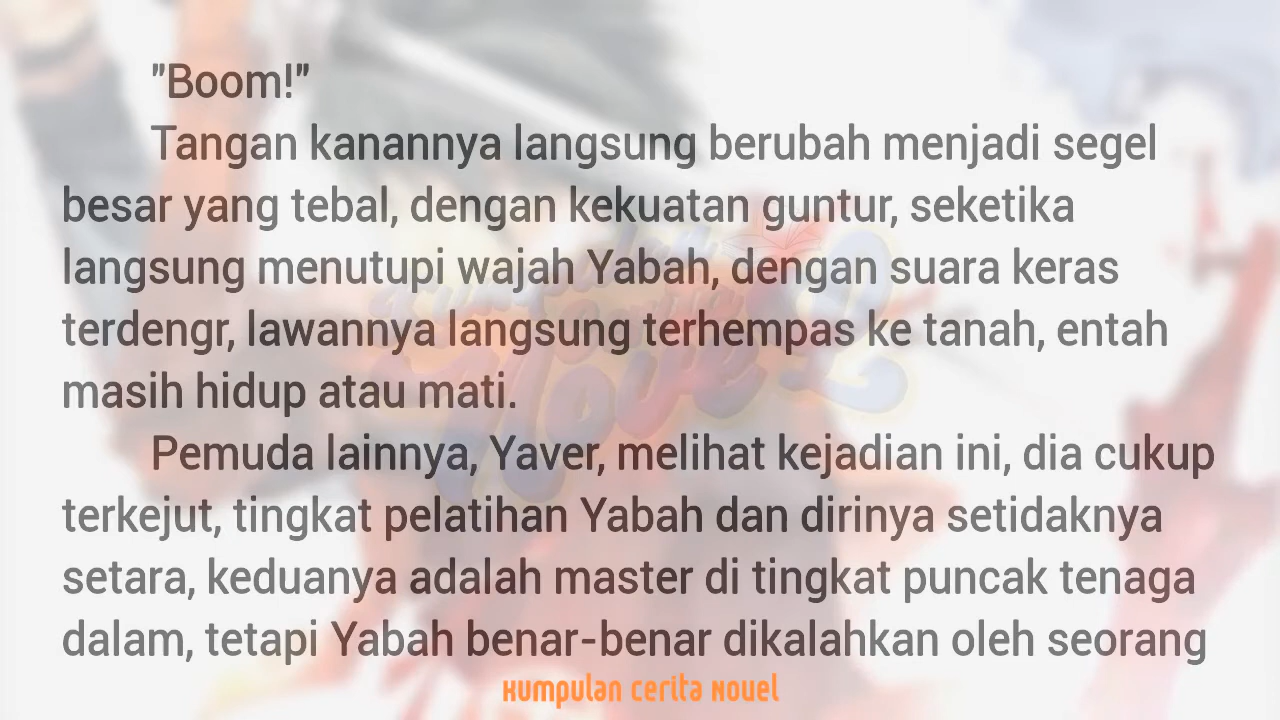 "Boom!"
Tangan kanannya langsung berubah menjadi segel
besar yang tebal, dengan kekuatan guntur, seketika
langsung menutupi wajah Yabah, dengan suara keras
terdengr, lawannya langsung terhempas ke tanah, entah
masih hidup atau mati.
Pemuda lainnya, Yaver, melihat kejadian ini, dia cukup
terkejut, tingkat pelatihan Yabah dan dirinya setidaknya
setara, keduanya adalah master di tingkat puncak tenaga
dalam, tetapi Yabah benar-benar dikalahkan oleh seorang
Kumpulan cerita Novel